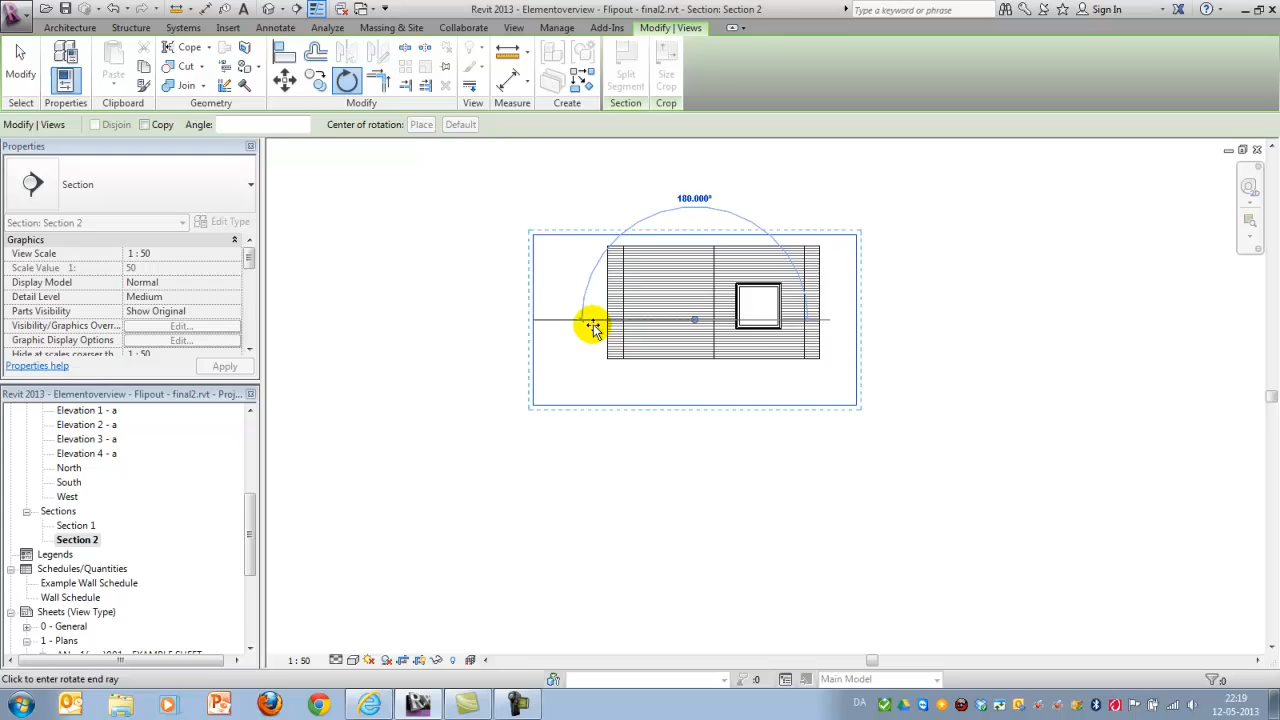 Revit 2013 - Elementoverview - Flipout - final2.rvt - Section: Section 2
Type a keyword or phrase
Sign In
Architecture
Structure
Systems
Insert
Annotate
Analyze
Massing & Site
Collaborate
View
Manage
Add-Ins
Modify | Views
Modify
Paste
Cope
Cut
Join
Split Segment
Size Crop
Select
Properties
Clipboard
Geometry
Modify
View
Measure
Create
Section
Crop
Modify | Views
Disjoin
Copy
Angle:
Center of rotation:
Place
Default
Properties
Section
Section: Section 2
Edit Type
Graphics
View Scale 1 : 50
Scale Value 1: 50
Display Model Normal
Detail Level Medium
Parts Visibility Show Original
Visibility/Graphics Overr... Edit...
Graphic Display Options Edit...
Hide at scales coarser th 1 : 50
Properties help
Apply
Revit 2013 - Elementoverview - Flipout - final2.rvt - Proj...
Elevation 1 - a
Elevation 2 - a
Elevation 3 - a
Elevation 4 - a
North
South
West
Sections
Section 1
Section 2
Legends
Schedules/Quantities
Example Wall Schedule
Wall Schedule
Sheets (View Type)
0 - General
1 - Plans
180.000°
1 : 50
Click to enter rotate end ray
:0
Main Model
:0
DA
22:19
12-05-2013